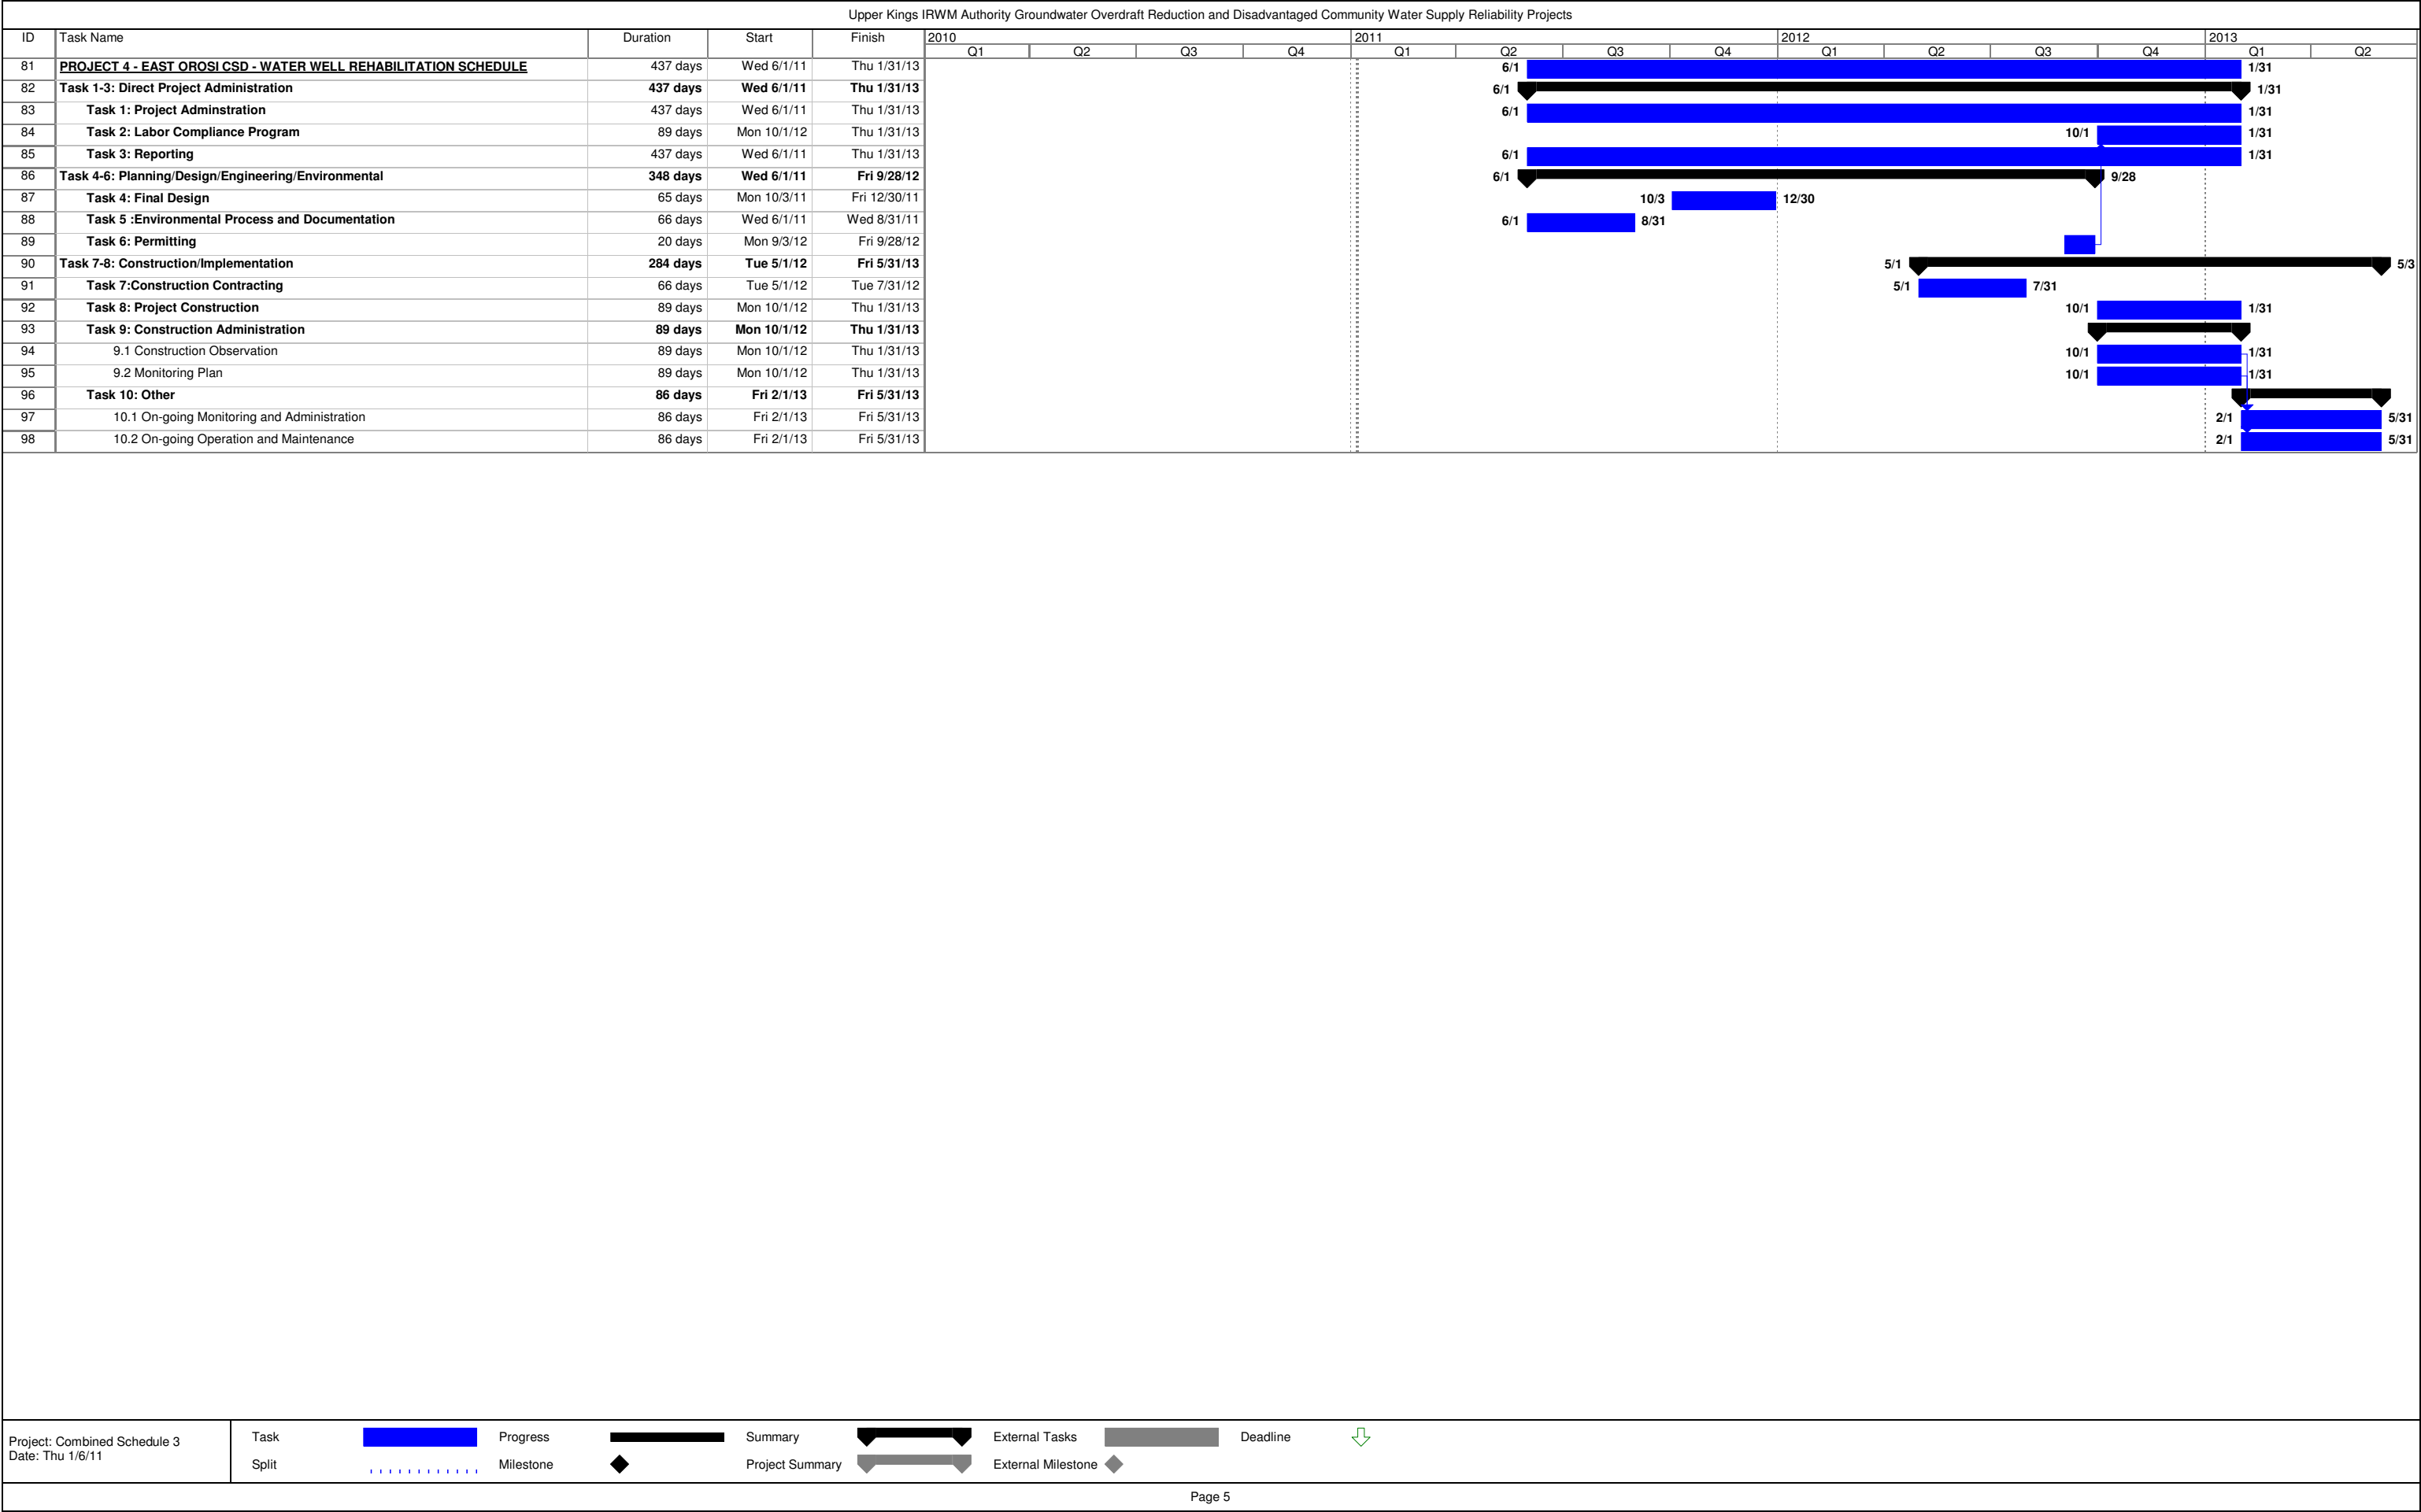 Upper Kings IRWM Authority Groundwater Overdraft Reduction and Disadvantaged Community Water Supply Reliability Projects
ID Task Name Duration Start Finish 2010 2011 2012 2013
Q1 Q2 Q3 Q4 Q1 Q2 Q3 Q4 Q1 Q2 Q3 Q4 Q1 Q2
81 PROJECT 4 - EAST OROSI CSD - WATER WELL REHABILITATION SCHEDULE 437 days Wed 6/1/11 Thu 1/31/13 6/1 1/31
82 Task 1-3: Direct Project Administration 437 days Wed 6/1/11 Thu 1/31/13 6/1 1/31
83 Task 1: Project Adminstration 437 days Wed 6/1/11 Thu 1/31/13 6/1 1/31
84 Task 2: Labor Compliance Program 89 days Mon 10/1/12 Thu 1/31/13 10/1 1/31
85 Task 3: Reporting 437 days Wed 6/1/11 Thu 1/31/13 6/1 1/31
86 Task 4-6: Planning/Design/Engineering/Environmental 348 days Wed 6/1/11 Fri 9/28/12 6/1 9/28
87 Task 4: Final Design 65 days Mon 10/3/11 Fri 12/30/11 10/3 12/30
88 Task 5 :Environmental Process and Documentation 66 days Wed 6/1/11 Wed 8/31/11 6/1 8/31
89 Task 6: Permitting 20 days Mon 9/3/12 Fri 9/28/12
90 Task 7-8: Construction/Implementation 284 days Tue 5/1/12 Fri 5/31/13 5/1 5/3
91 Task 7:Construction Contracting 66 days Tue 5/1/12 Tue 7/31/12 5/1 7/31
92 Task 8: Project Construction 89 days Mon 10/1/12 Thu 1/31/13 10/1 1/31
93 Task 9: Construction Administration 89 days Mon 10/1/12 Thu 1/31/13
94 9.1 Construction Observation 89 days Mon 10/1/12 Thu 1/31/13 10/1 1/31
95 9.2 Monitoring Plan 89 days Mon 10/1/12 Thu 1/31/13 10/1 1/31
96 Task 10: Other 86 days Fri 2/1/13 Fri 5/31/13
97 10.1 On-going Monitoring and Administration 86 days Fri 2/1/13 Fri 5/31/13 2/1 5/31
98 10.2 On-going Operation and Maintenance 86 days Fri 2/1/13 Fri 5/31/13 2/1 5/31
Project: Combined Schedule 3
Date: Thu 1/6/11
Task Progress Summary External Tasks Deadline
Split Milestone Project Summary External Milestone
Page 5